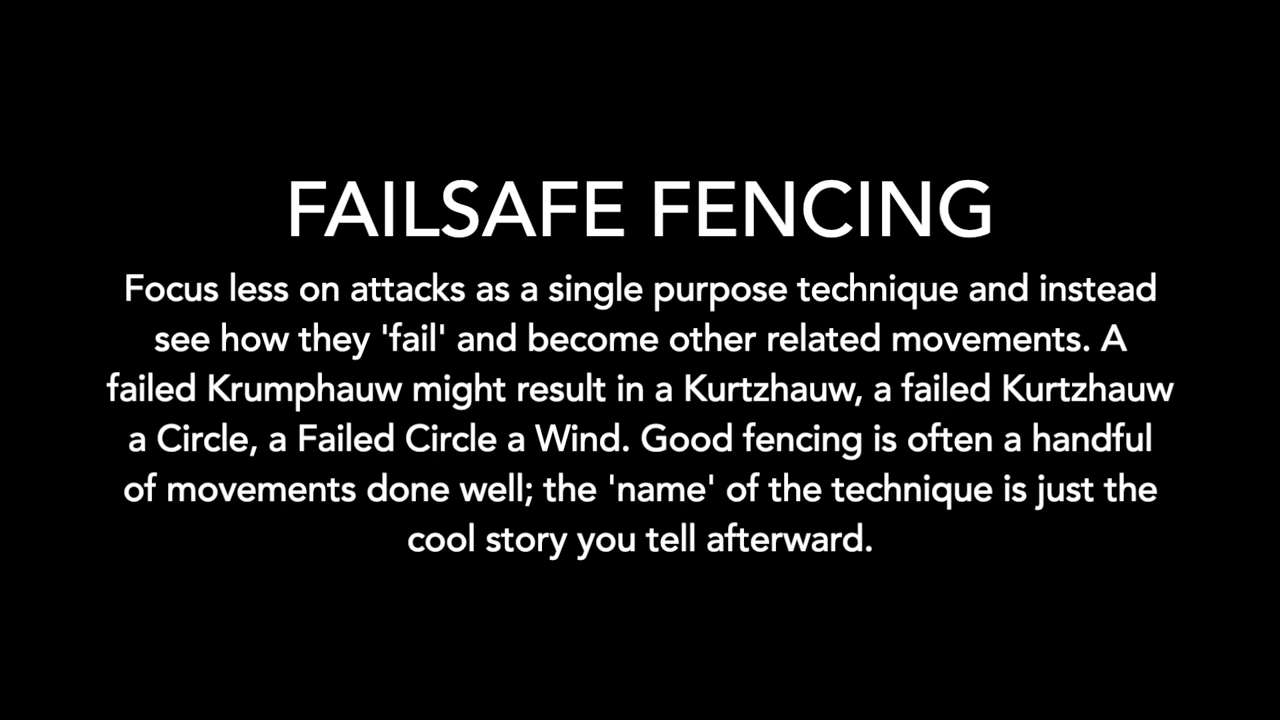 FAILSAFE FENCING
Focus less on attacks as a single purpose technique and instead
see how they 'fail' and become other related movements. A
failed Krumphauw might result in a Kurtzhauw, a failed Kurtzhauw
a Circle, a Failed Circle a Wind. Good fencing is often a handful
of movements done well; the 'name' of the technique is just the
cool story you tell afterward.